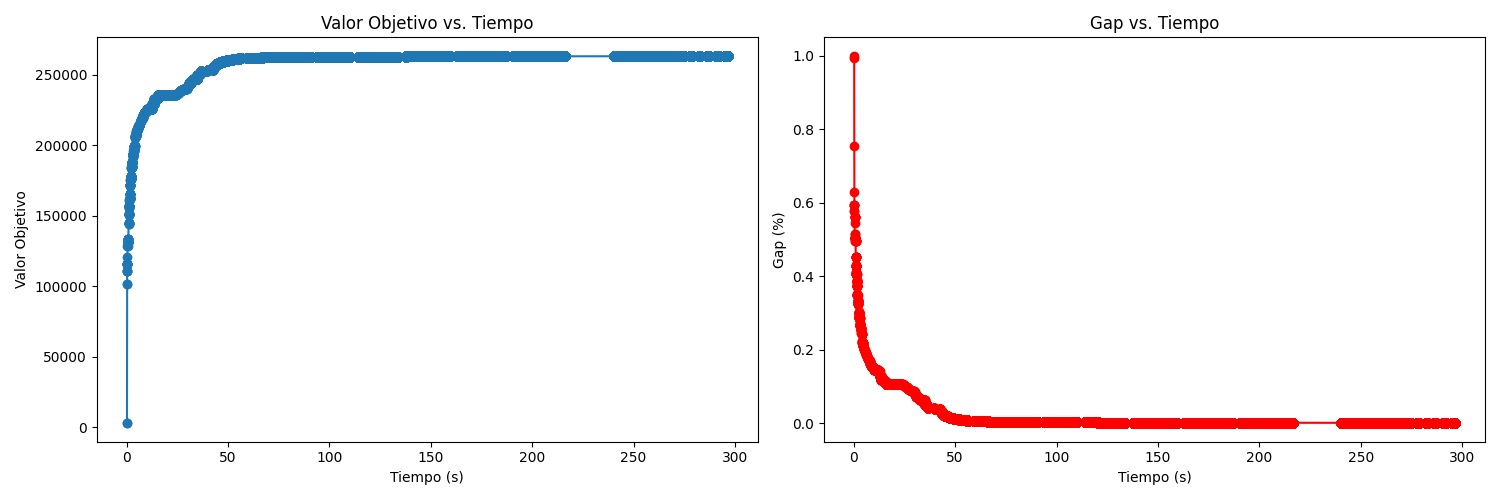 Valor Objetivo vs. Tiempo
Valor Objetivo
250000
200000
150000
100000
50000
0
0 50 100 150 200 250 300
Tiempo (s)
Gap vs. Tiempo
Gap (%)
1.0
0.8
0.6
0.4
0.2
0.0
0 50 100 150 200 250 300
Tiempo (s)